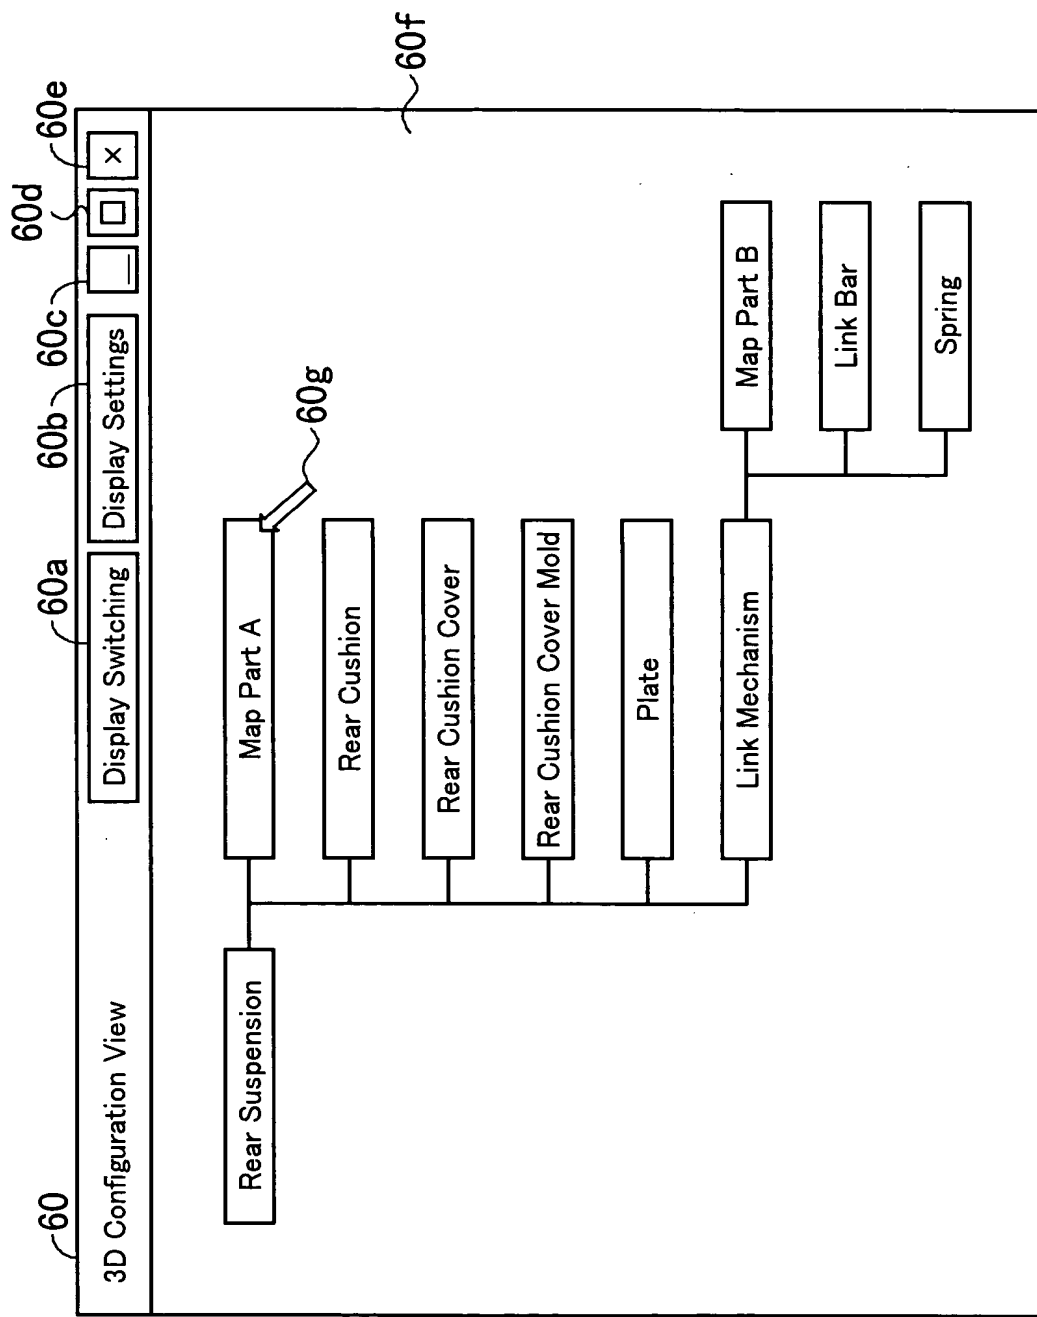 60
60a
60b
60c
60d
60e
3D Configuration View
Display Switching
Display Settings
×
60f
60g
Rear Suspension
Map Part A
Rear Cushion
Rear Cushion Cover
Rear Cushion Cover Mold
Plate
Link Mechanism
Map Part B
Link Bar
Spring